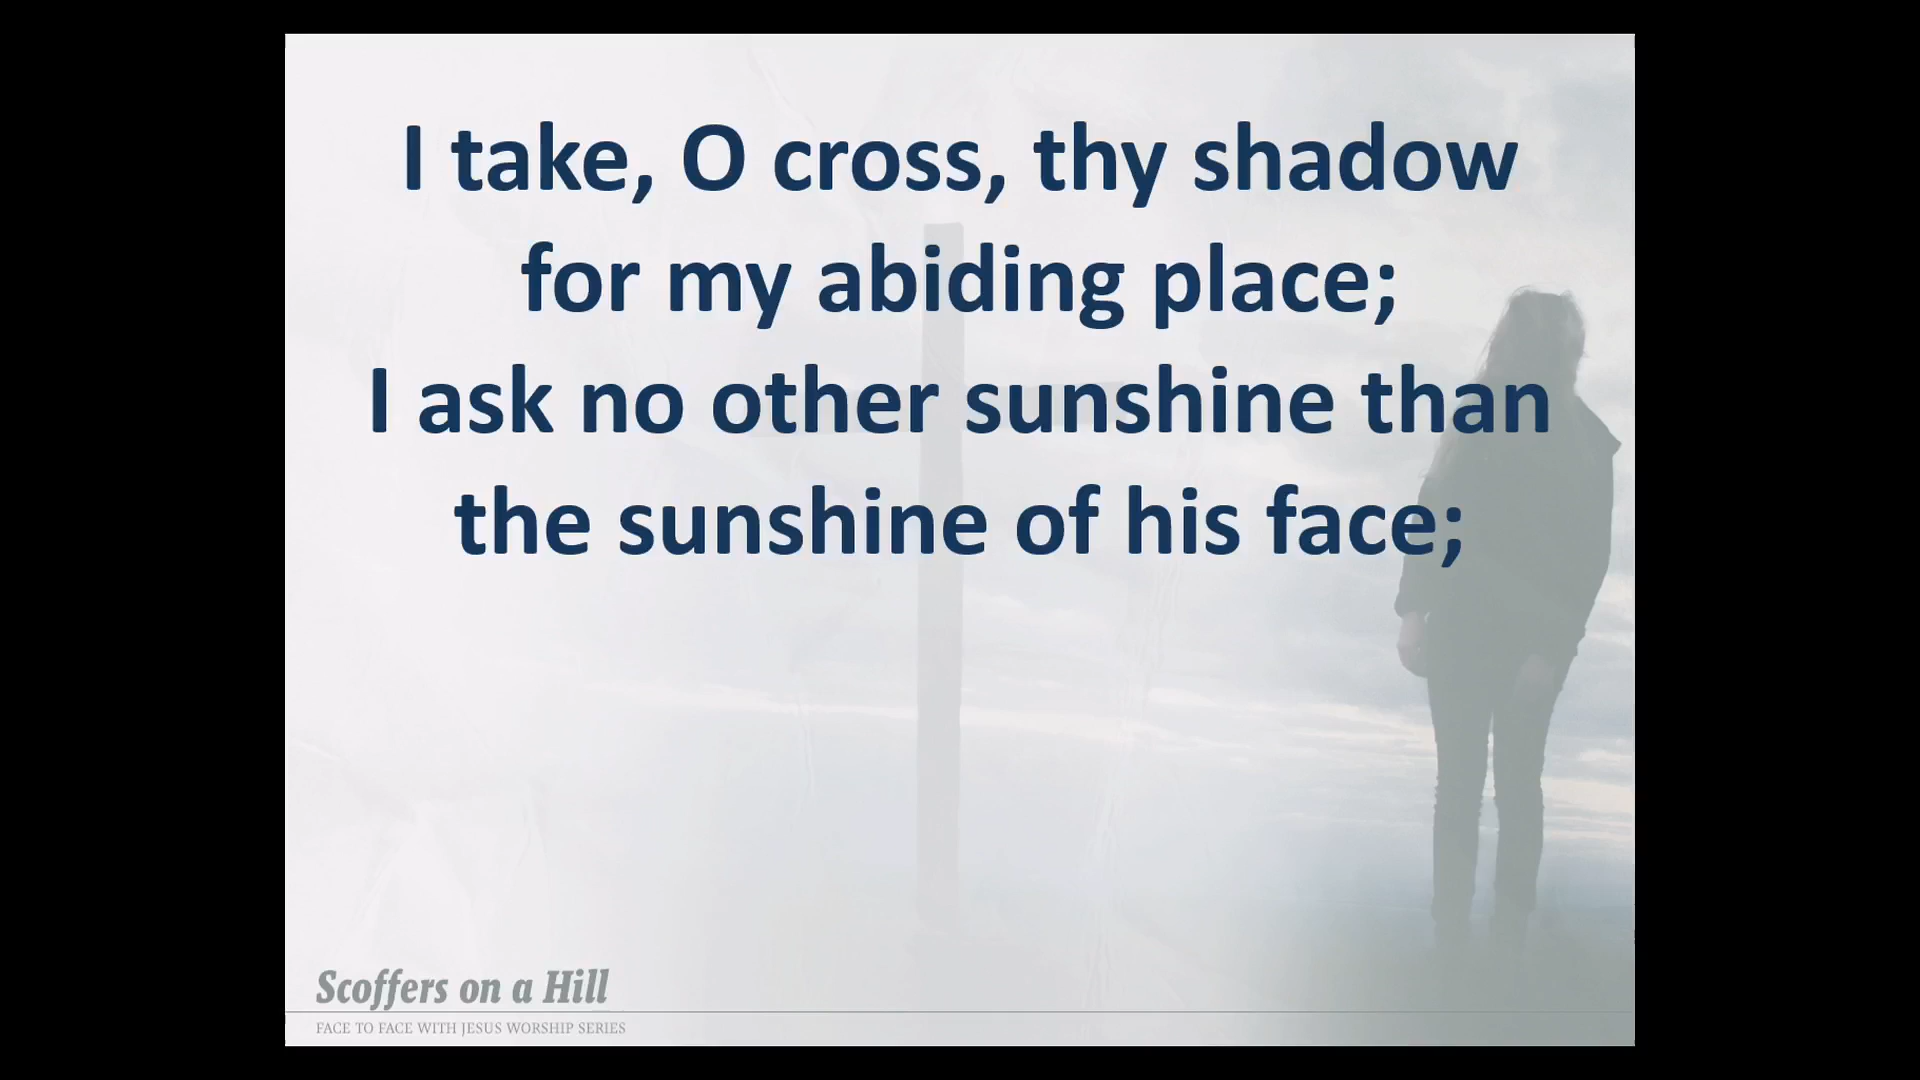 I take, O cross, thy shadow
for my abiding place;
I ask no other sunshine than
the sunshine of his face;
Scoffers on a Hill
FACE TO FACE WITH JESUS WORSHIP SERIES